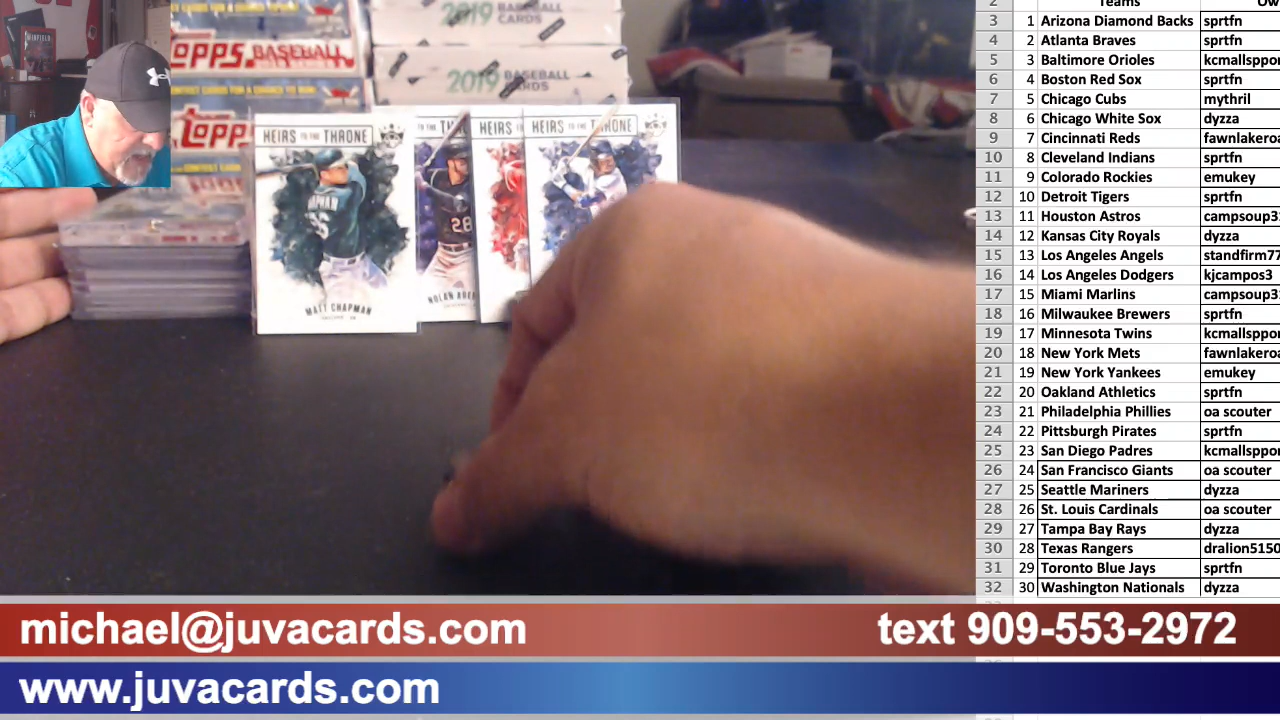 WINFIELD
TOPPS BASEBALL
2019 BASEBALL CARDS
2019 BASEBALL CARDS
TOPPS
HEIRS TO THE THRONE
TO THE
HEIRS
HEIRS TO THE THRONE
28
MATT CHAPMAN
NOLAN
2 Teams Ow
3 1 Arizona Diamond Backs sprtfn
4 2 Atlanta Braves sprtfn
5 3 Baltimore Orioles kcmallsppor
6 4 Boston Red Sox sprtfn
7 5 Chicago Cubs mythril
8 6 Chicago White Sox dyzza
9 7 Cincinnati Reds fawnlakeroa
10 8 Cleveland Indians sprtfn
11 9 Colorado Rockies emukey
12 10 Detroit Tigers sprtfn
13 11 Houston Astros campsoup3
14 12 Kansas City Royals dyzza
15 13 Los Angeles Angels standfirm77
16 14 Los Angeles Dodgers kjcampos3
17 15 Miami Marlins campsoup3
18 16 Milwaukee Brewers sprtfn
19 17 Minnesota Twins kcmallsppor
20 18 New York Mets fawnlakeroa
21 19 New York Yankees emukey
22 20 Oakland Athletics sprtfn
23 21 Philadelphia Phillies oa scouter
24 22 Pittsburgh Pirates sprtfn
25 23 San Diego Padres kcmallsppor
26 24 San Francisco Giants oa scouter
27 25 Seattle Mariners dyzza
28 26 St. Louis Cardinals oa scouter
29 27 Tampa Bay Rays dyzza
30 28 Texas Rangers dralion5150
31 29 Toronto Blue Jays sprtfn
32 30 Washington Nationals dyzza
michael@juvacards.com
text 909-553-2972
www.juvacards.com